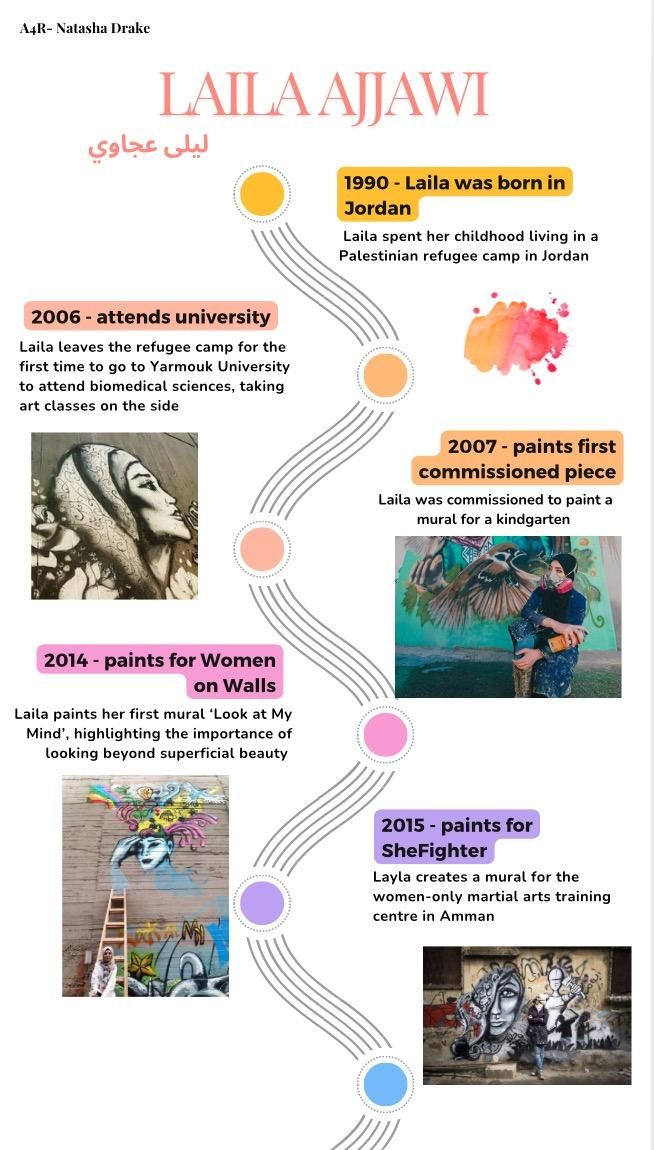 A4R- Natasha Drake
LAILA AJJAWI
ليلى عجاوي
1990 - Laila was born in
Jordan
Laila spent her childhood living in a
Palestinian refugee camp in Jordan
2006 - attends university
Laila leaves the refugee camp for the
first time to go to Yarmouk University
to attend biomedical sciences, taking
art classes on the side
2007 - paints first
commissioned piece
Laila was commissioned to paint a
mural for a kindgarten
2014 - paints for Women
on Walls
Laila paints her first mural ‘Look at My
Mind’, highlighting the importance of
looking beyond superficial beauty
2015 - paints for
SheFighter
Layla creates a mural for the
women-only martial arts training
centre in Amman